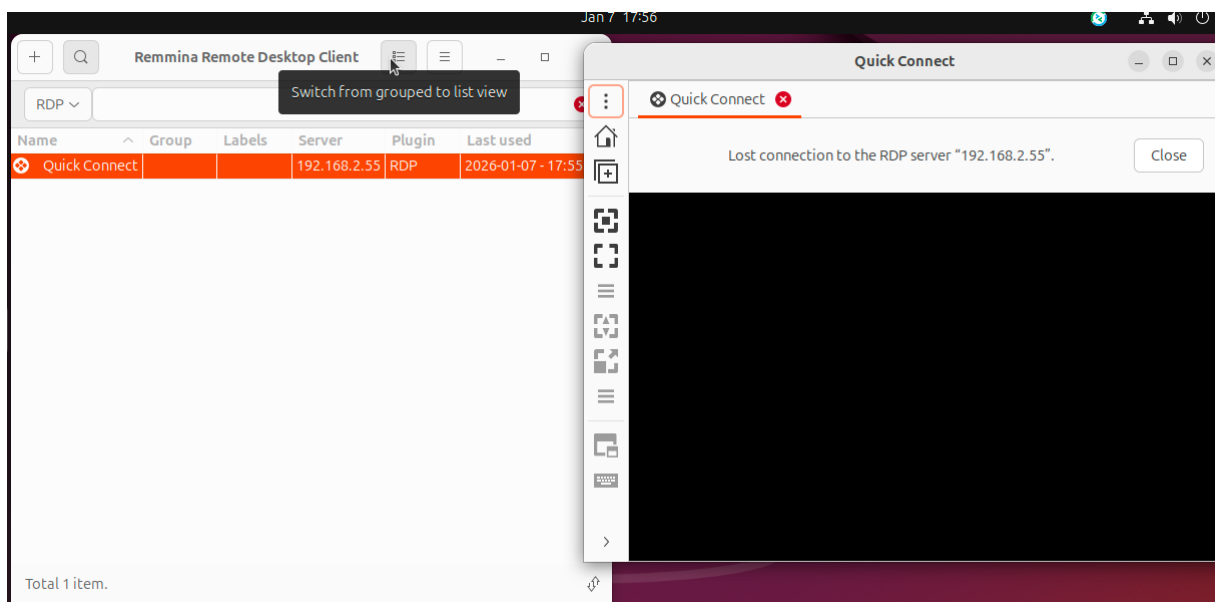 Jan 7 17:56
Remmina Remote Desktop Client
Switch from grouped to list view
RDP
Name Group Labels Server Plugin Last used
Quick Connect 192.168.2.55 RDP 2026-01-07 - 17:55
Total 1 item.
Quick Connect
Quick Connect
Lost connection to the RDP server “192.168.2.55”.
Close